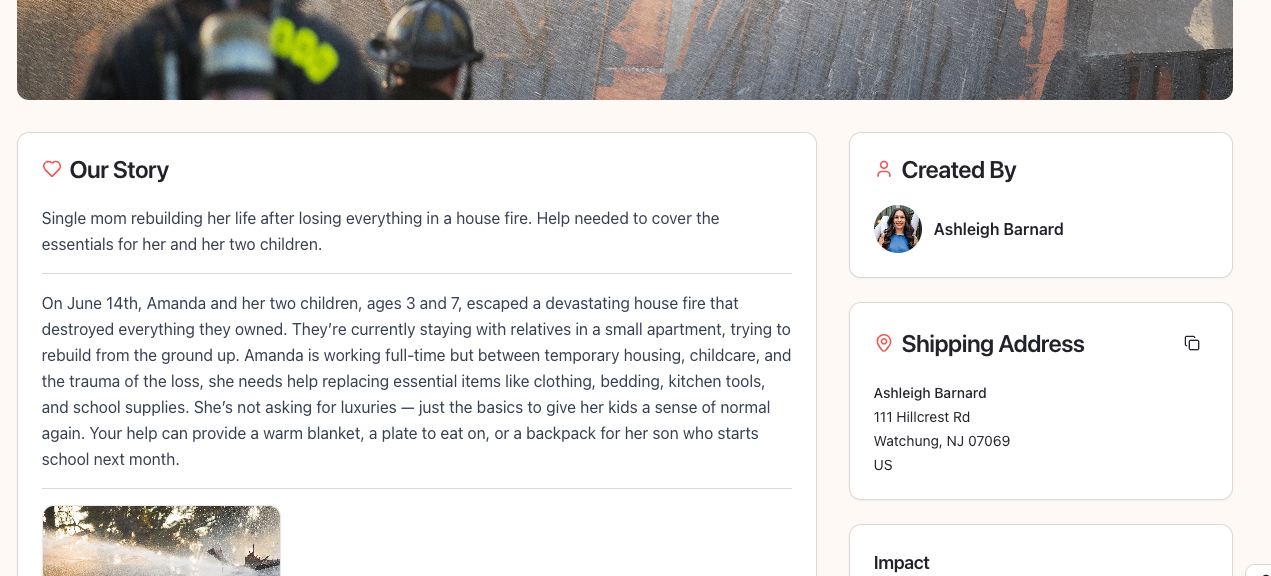 Our Story
Single mom rebuilding her life after losing everything in a house fire. Help needed to cover the
essentials for her and her two children.
On June 14th, Amanda and her two children, ages 3 and 7, escaped a devastating house fire that
destroyed everything they owned. They’re currently staying with relatives in a small apartment, trying to
rebuild from the ground up. Amanda is working full-time but between temporary housing, childcare, and
the trauma of the loss, she needs help replacing essential items like clothing, bedding, kitchen tools,
and school supplies. She’s not asking for luxuries — just the basics to give her kids a sense of normal
again. Your help can provide a warm blanket, a plate to eat on, or a backpack for her son who starts
school next month.
Created By
Ashleigh Barnard
Shipping Address
Ashleigh Barnard
111 Hillcrest Rd
Watchung, NJ 07069
US
Impact